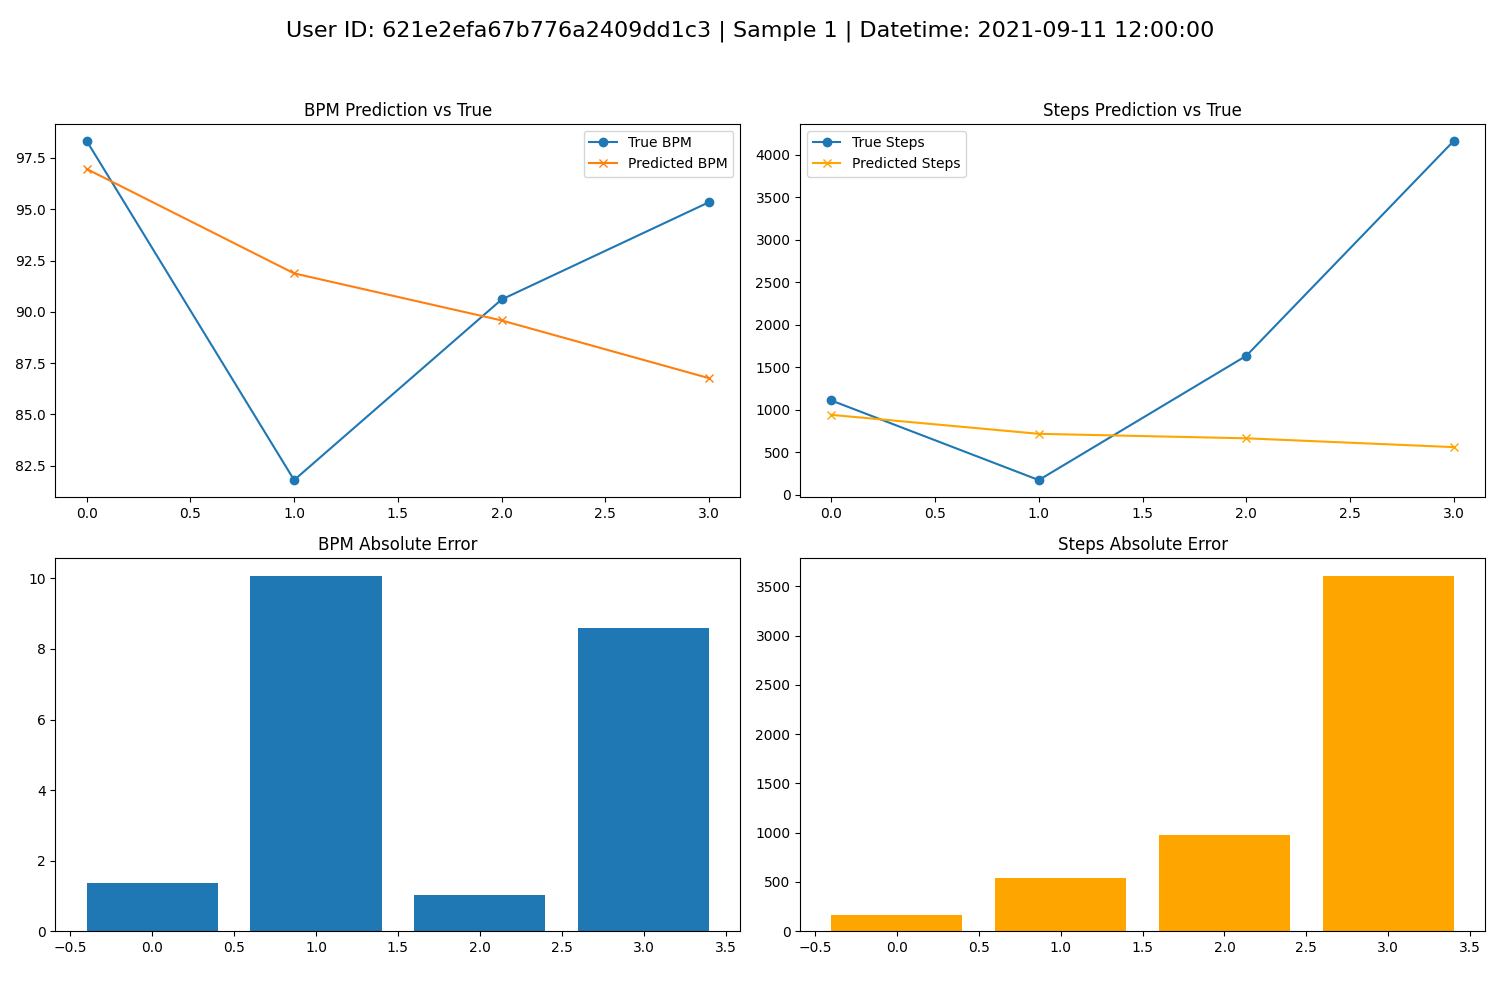 User ID: 621e2efa67b776a2409dd1c3 | Sample 1 | Datetime: 2021-09-11 12:00:00
BPM Prediction vs True
True BPM
Predicted BPM
97.5
95.0
92.5
90.0
87.5
85.0
82.5
0.0 0.5 1.0 1.5 2.0 2.5 3.0
Steps Prediction vs True
True Steps
Predicted Steps
4000
3500
3000
2500
2000
1500
1000
500
0
0.0 0.5 1.0 1.5 2.0 2.5 3.0
BPM Absolute Error
10
8
6
4
2
0
−0.5 0.0 0.5 1.0 1.5 2.0 2.5 3.0 3.5
Steps Absolute Error
3500
3000
2500
2000
1500
1000
500
0
−0.5 0.0 0.5 1.0 1.5 2.0 2.5 3.0 3.5